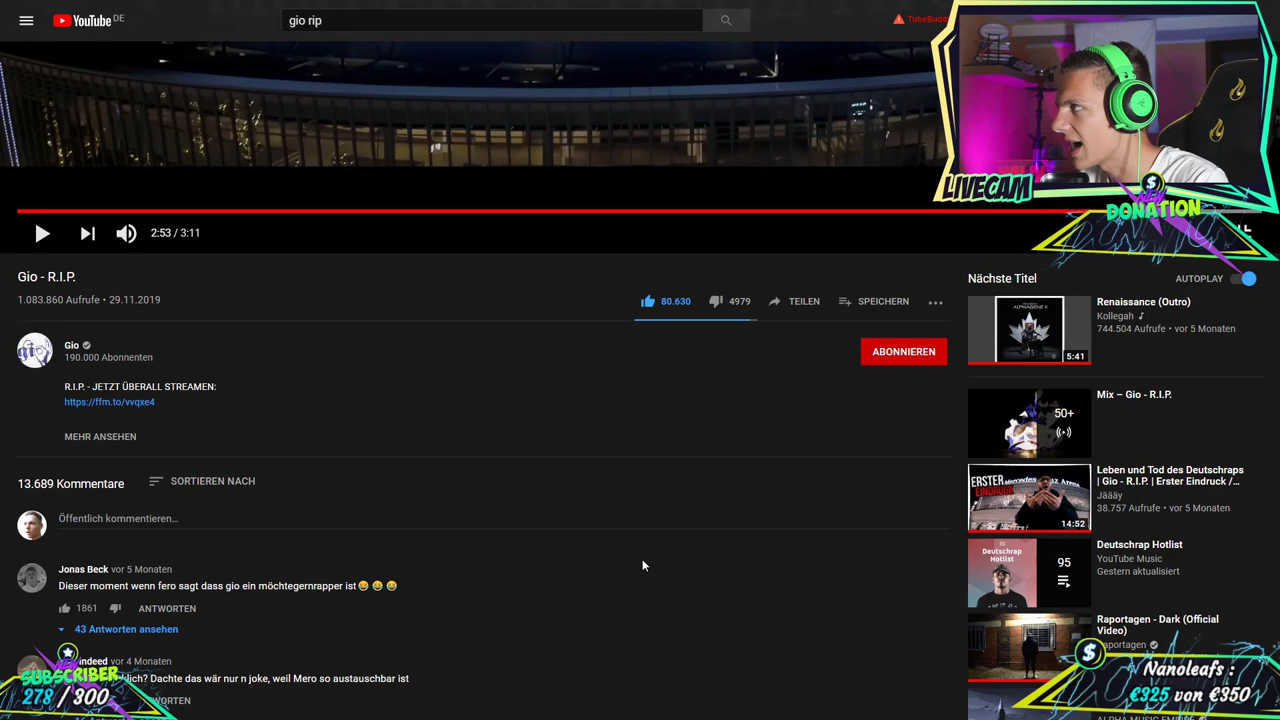 YouTube DE
gio rip
TubeBudd
LIVECAM
NEW
DONATION
2:53 / 3:11
Gio - R.I.P.
1.083.860 Aufrufe • 29.11.2019
80.630
4979
TEILEN
SPEICHERN
Gio
190.000 Abonnenten
ABONNIEREN
R.I.P. - JETZT ÜBERALL STREAMEN:
https://ffm.to/vvqxe4
MEHR ANSEHEN
13.689 Kommentare
SORTIEREN NACH
Öffentlich kommentieren...
Jonas Beck vor 5 Monaten
Dieser moment wenn fero sagt dass gio ein möchtegernrapper ist😂😂😂
1861
ANTWORTEN
43 Antworten ansehen
indeed vor 4 Monaten
lich? Dachte das wär nur n joke, weil Mero so austauschbar ist
WORTEN
NEW
SUBSCRIBER
278 / 300
Nächste Titel
AUTOPLAY
Renaissance (Outro)
Kollegah
744.504 Aufrufe • vor 5 Monaten
5:41
Mix – Gio - R.I.P.
50+
Leben und Tod des Deutschraps
| Gio - R.I.P. | Erster Eindruck /...
Jäääy
38.757 Aufrufe • vor 5 Monaten
ERSTER
EINDRUCK
14:52
Deutschrap Hotlist
YouTube Music
Gestern aktualisiert
Deutschrap
Hotlist
95
Raportagen - Dark (Official
Video)
aportagen
Nanoleafs :
€325 von €350